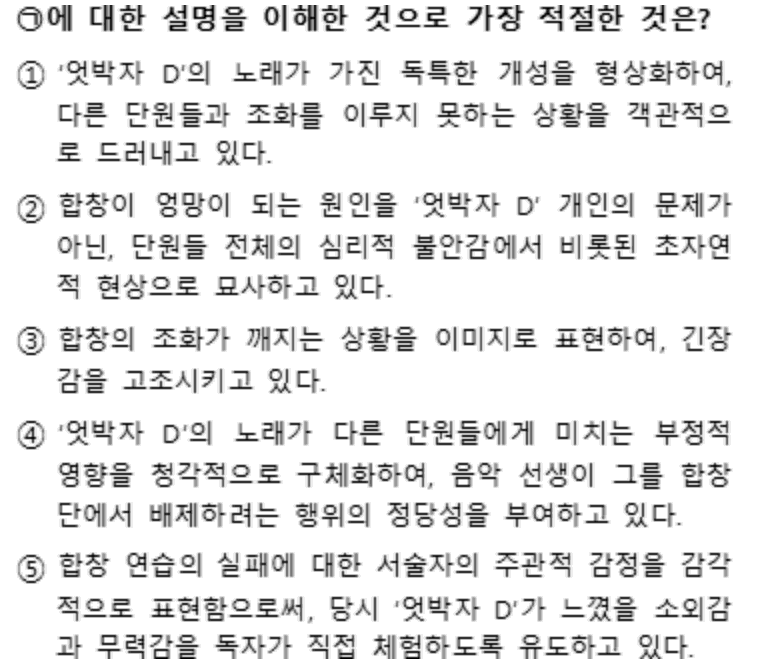 ㉠에 대한 설명을 이해한 것으로 가장 적절한 것은?
① '엇박자 D'의 노래가 가진 독특한 개성을 형상화하여,
다른 단원들과 조화를 이루지 못하는 상황을 객관적으
로 드러내고 있다.
② 합창이 엉망이 되는 원인을 '엇박자 D' 개인의 문제가
아닌, 단원들 전체의 심리적 불안감에서 비롯된 초자연
적 현상으로 묘사하고 있다.
③ 합창의 조화가 깨지는 상황을 이미지로 표현하여, 긴장
감을 고조시키고 있다.
④ '엇박자 D'의 노래가 다른 단원들에게 미치는 부정적
영향을 청각적으로 구체화하여, 음악 선생이 그를 합창
단에서 배제하려는 행위의 정당성을 부여하고 있다.
⑤ 합창 연습의 실패에 대한 서술자의 주관적 감정을 감각
적으로 표현함으로써, 당시 '엇박자 D'가 느꼈을 소외감
과 무력감을 독자가 직접 체험하도록 유도하고 있다.